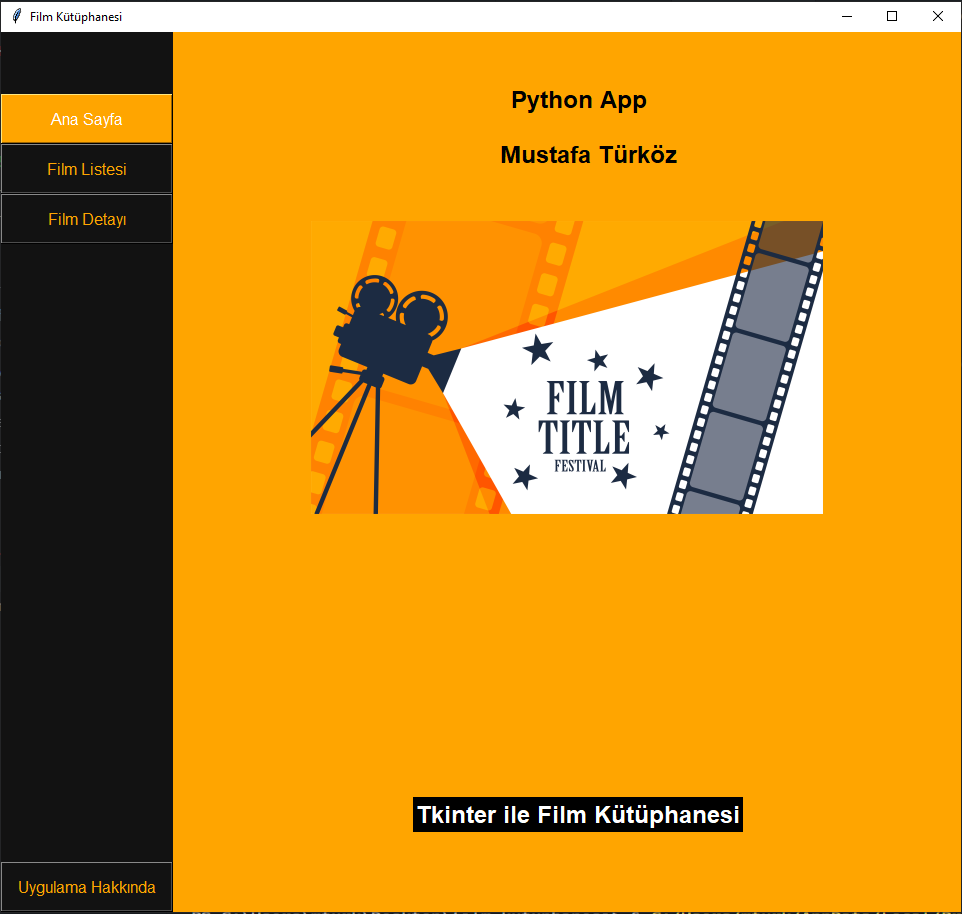 Film Kütüphanesi
Ana Sayfa
Film Listesi
Film Detayı
Uygulama Hakkında
Python App
Mustafa Türköz
FILM
TITLE
FESTIVAL
Tkinter ile Film Kütüphanesi